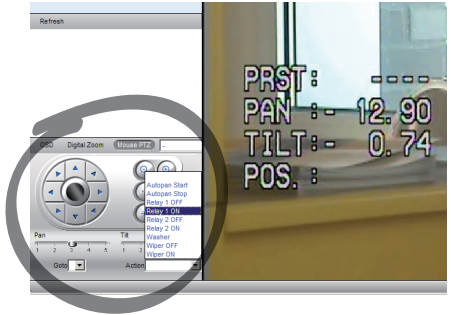 Refresh
PRST: ----
PAN :- 12.90
TILT:- 0.74
POS. :
OSD Digital Zoom Mouse PTZ -
Autopan Start
Autopan Stop
Relay 1 OFF
Relay 1 ON
Relay 2 OFF
Relay 2 ON
Washer
Wiper OFF
Wiper ON
Pan Tilt
1 2 3 4 5 1 2
Goto Action